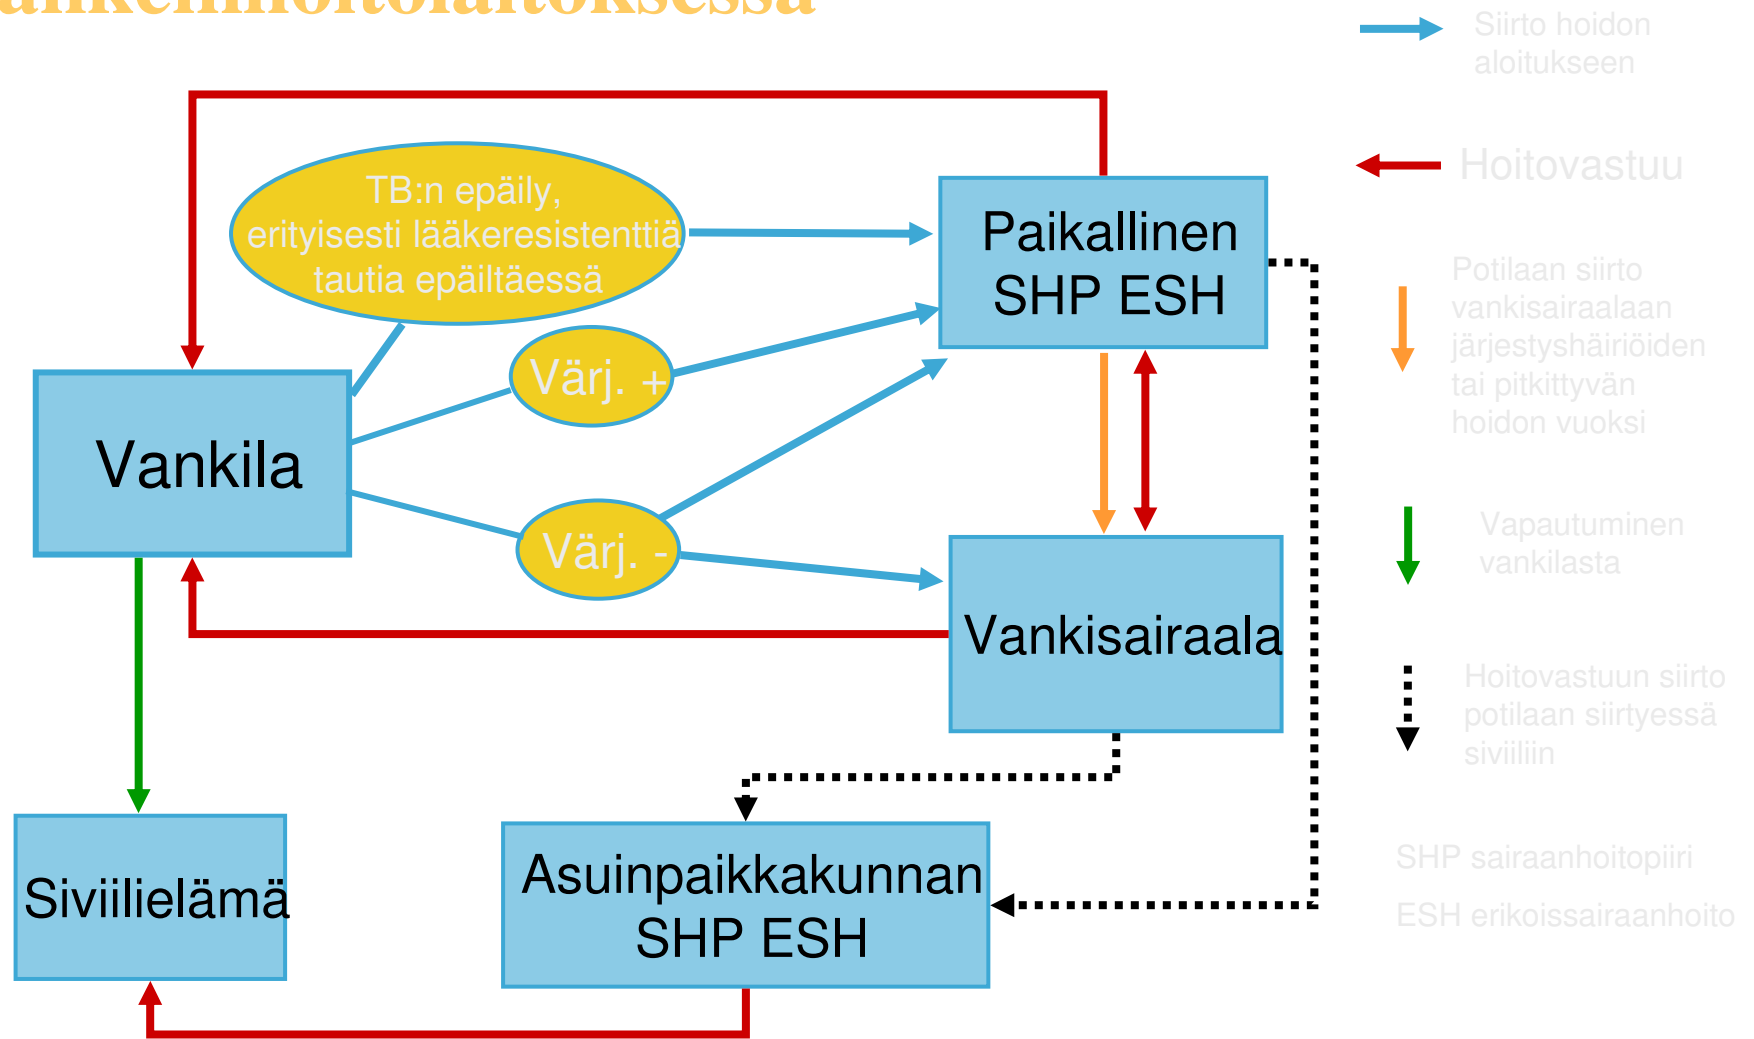 Siirto hoidon
aloitukseen
Hoitovastuu
TB:n epäily,
erityisesti lääkeresistenttiä
tautia epäiltäessä
Paikallinen
SHP ESH
Potilaan siirto
vankisairaalaan
järjestyshäiriöiden
tai pitkittyvän
hoidon vuoksi
Värj. +
Vankila
Värj. -
Vapautuminen
vankilasta
Vankisairaala
Hoitovastuun siirto
potilaan siirtyessä
siviiliin
Siviilielämä
Asuinpaikkakunnan
SHP ESH
SHP sairaanhoitopiiri
ESH erikoissairaanhoito